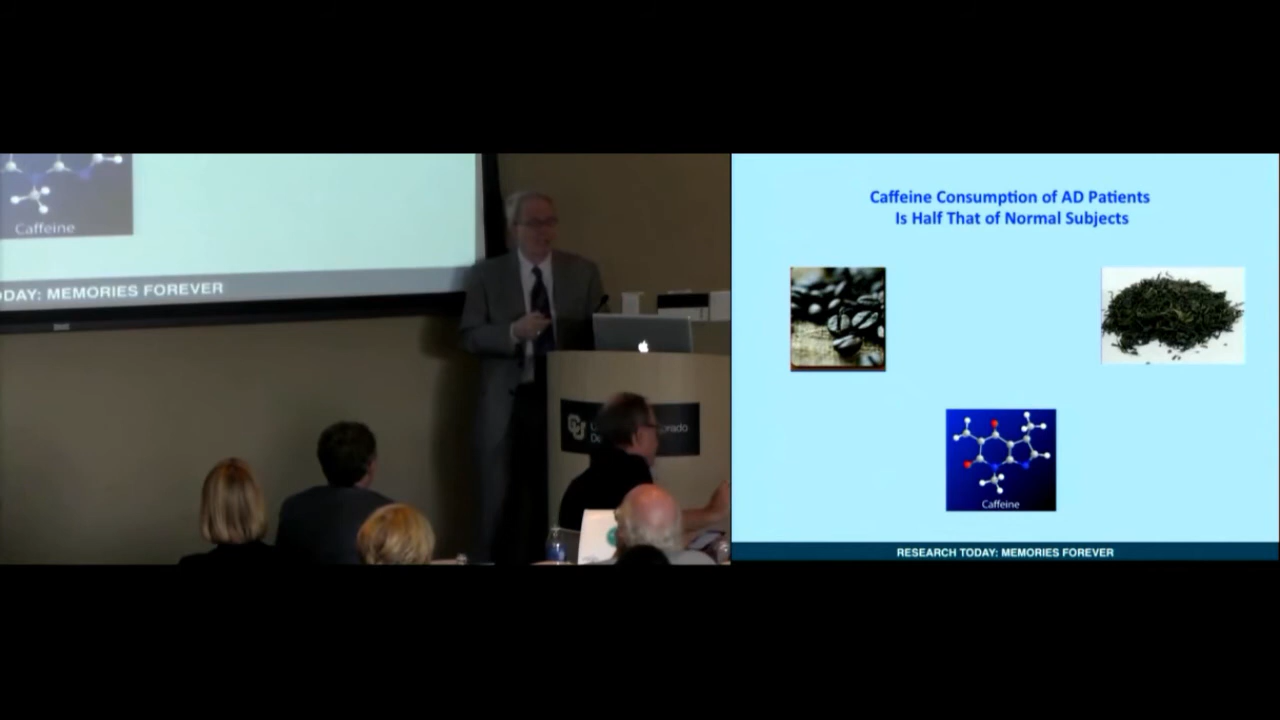 Caffeine
DAY: MEMORIES FOREVER
CU
Caffeine Consumption of AD Patients
Is Half That of Normal Subjects
Caffeine
RESEARCH TODAY: MEMORIES FOREVER